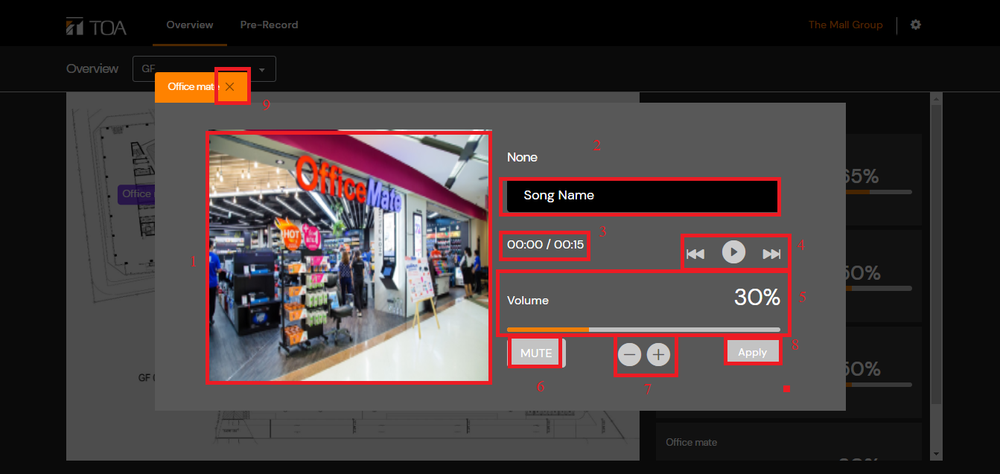 TOA
Overview
Pre-Record
The Mall Group
Overview
GF
Office mate
9
Office
65%
50%
50%
Office mate
GF
1
OfficeMate
HOT
2
None
Song Name
3
00:00 / 00:15
4
Volume
30%
5
MUTE
6
7
Apply
8